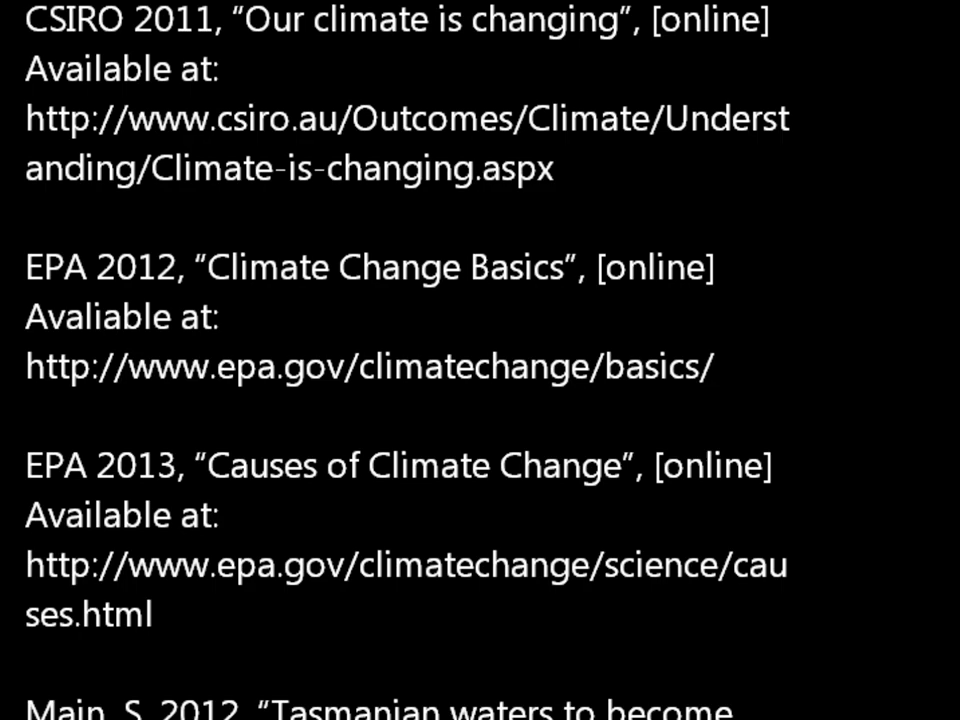 CSIRO 2011, “Our climate is changing”, [online]
Available at:
http://www.csiro.au/Outcomes/Climate/Underst
anding/Climate-is-changing.aspx
EPA 2012, “Climate Change Basics”, [online]
Avaliable at:
http://www.epa.gov/climatechange/basics/
EPA 2013, “Causes of Climate Change”, [online]
Available at:
http://www.epa.gov/climatechange/science/cau
ses.html
Main, S. 2012, “Tasmanian waters to become